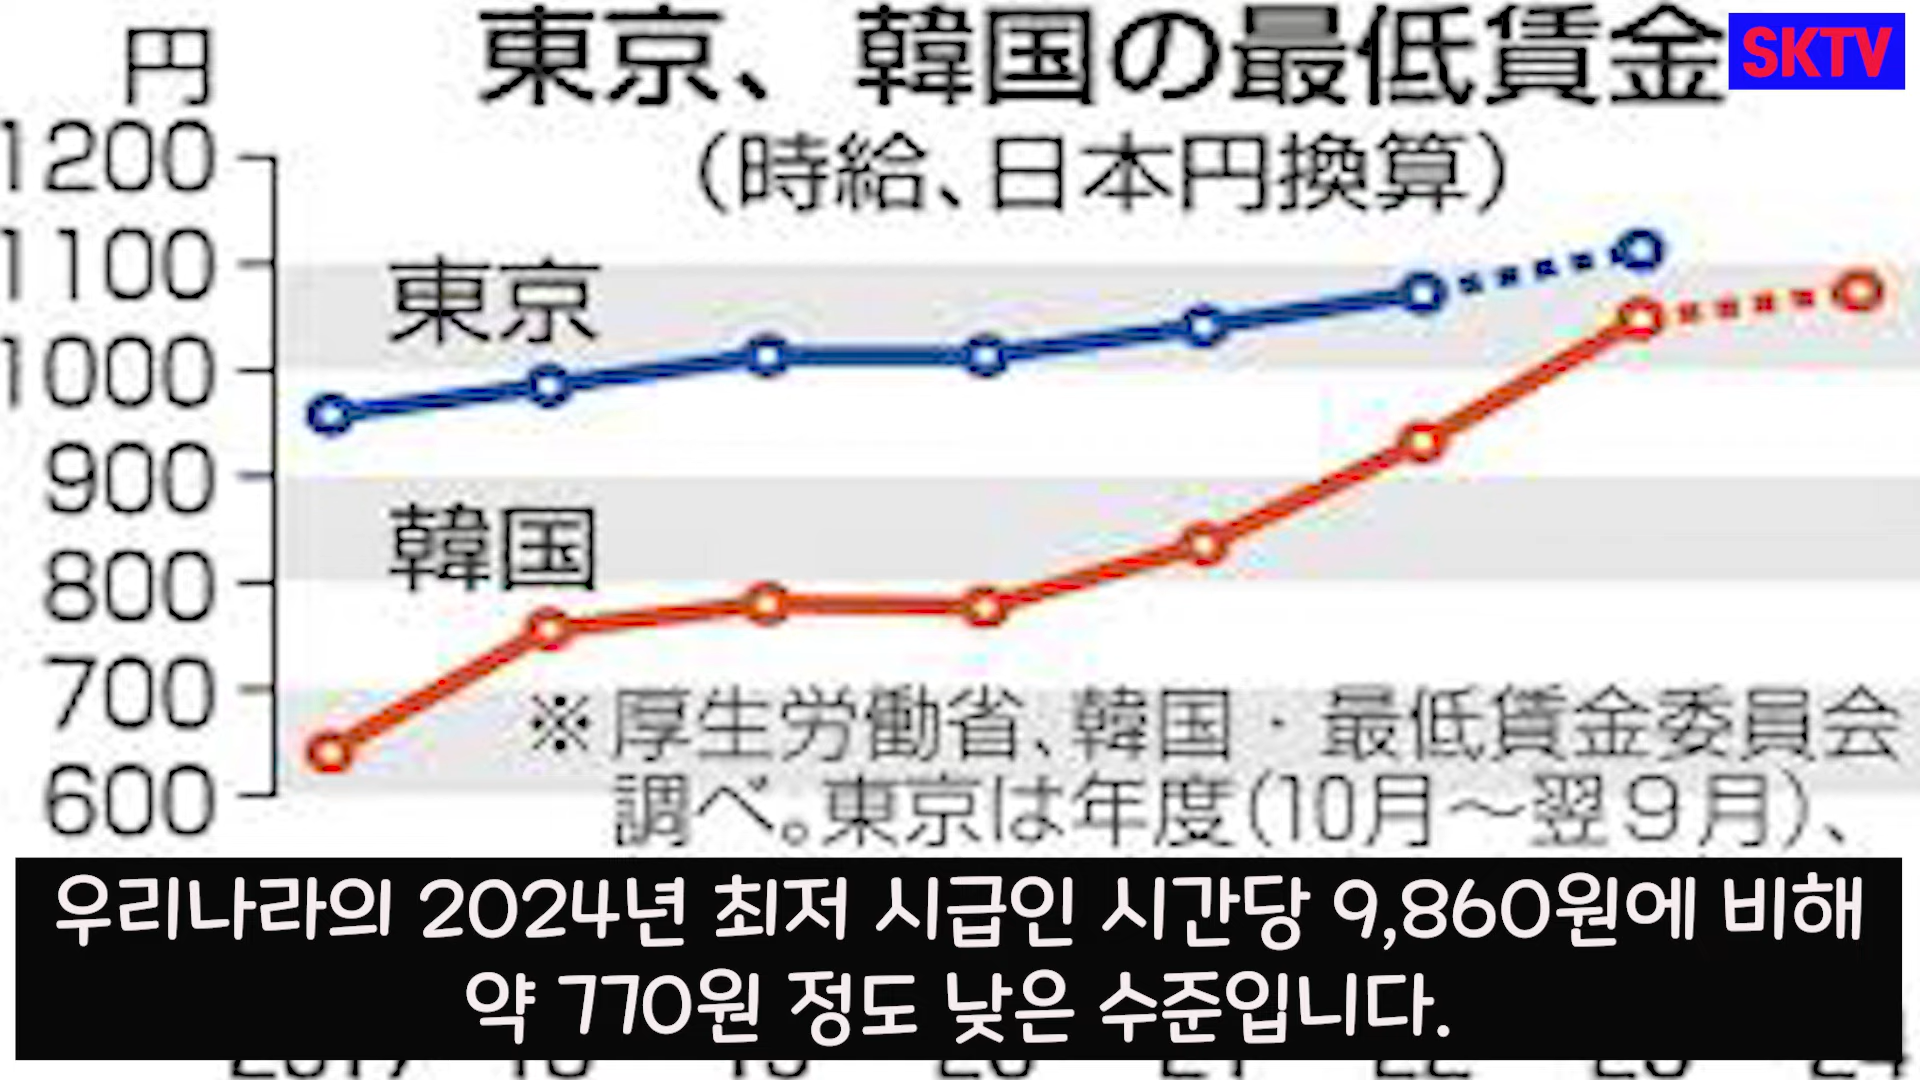 東京、韓国の最低賃金
SKTV
(時給、日本円換算)
円
1200
1100
1000
900
800
700
600
東京
韓国
※厚生労働省、韓国・最低賃金委員会
調べ。東京は年度(10月〜翌9月)、
우리나라의 2024년 최저 시급인 시간당 9,860원에 비해
약 770원 정도 낮은 수준입니다.